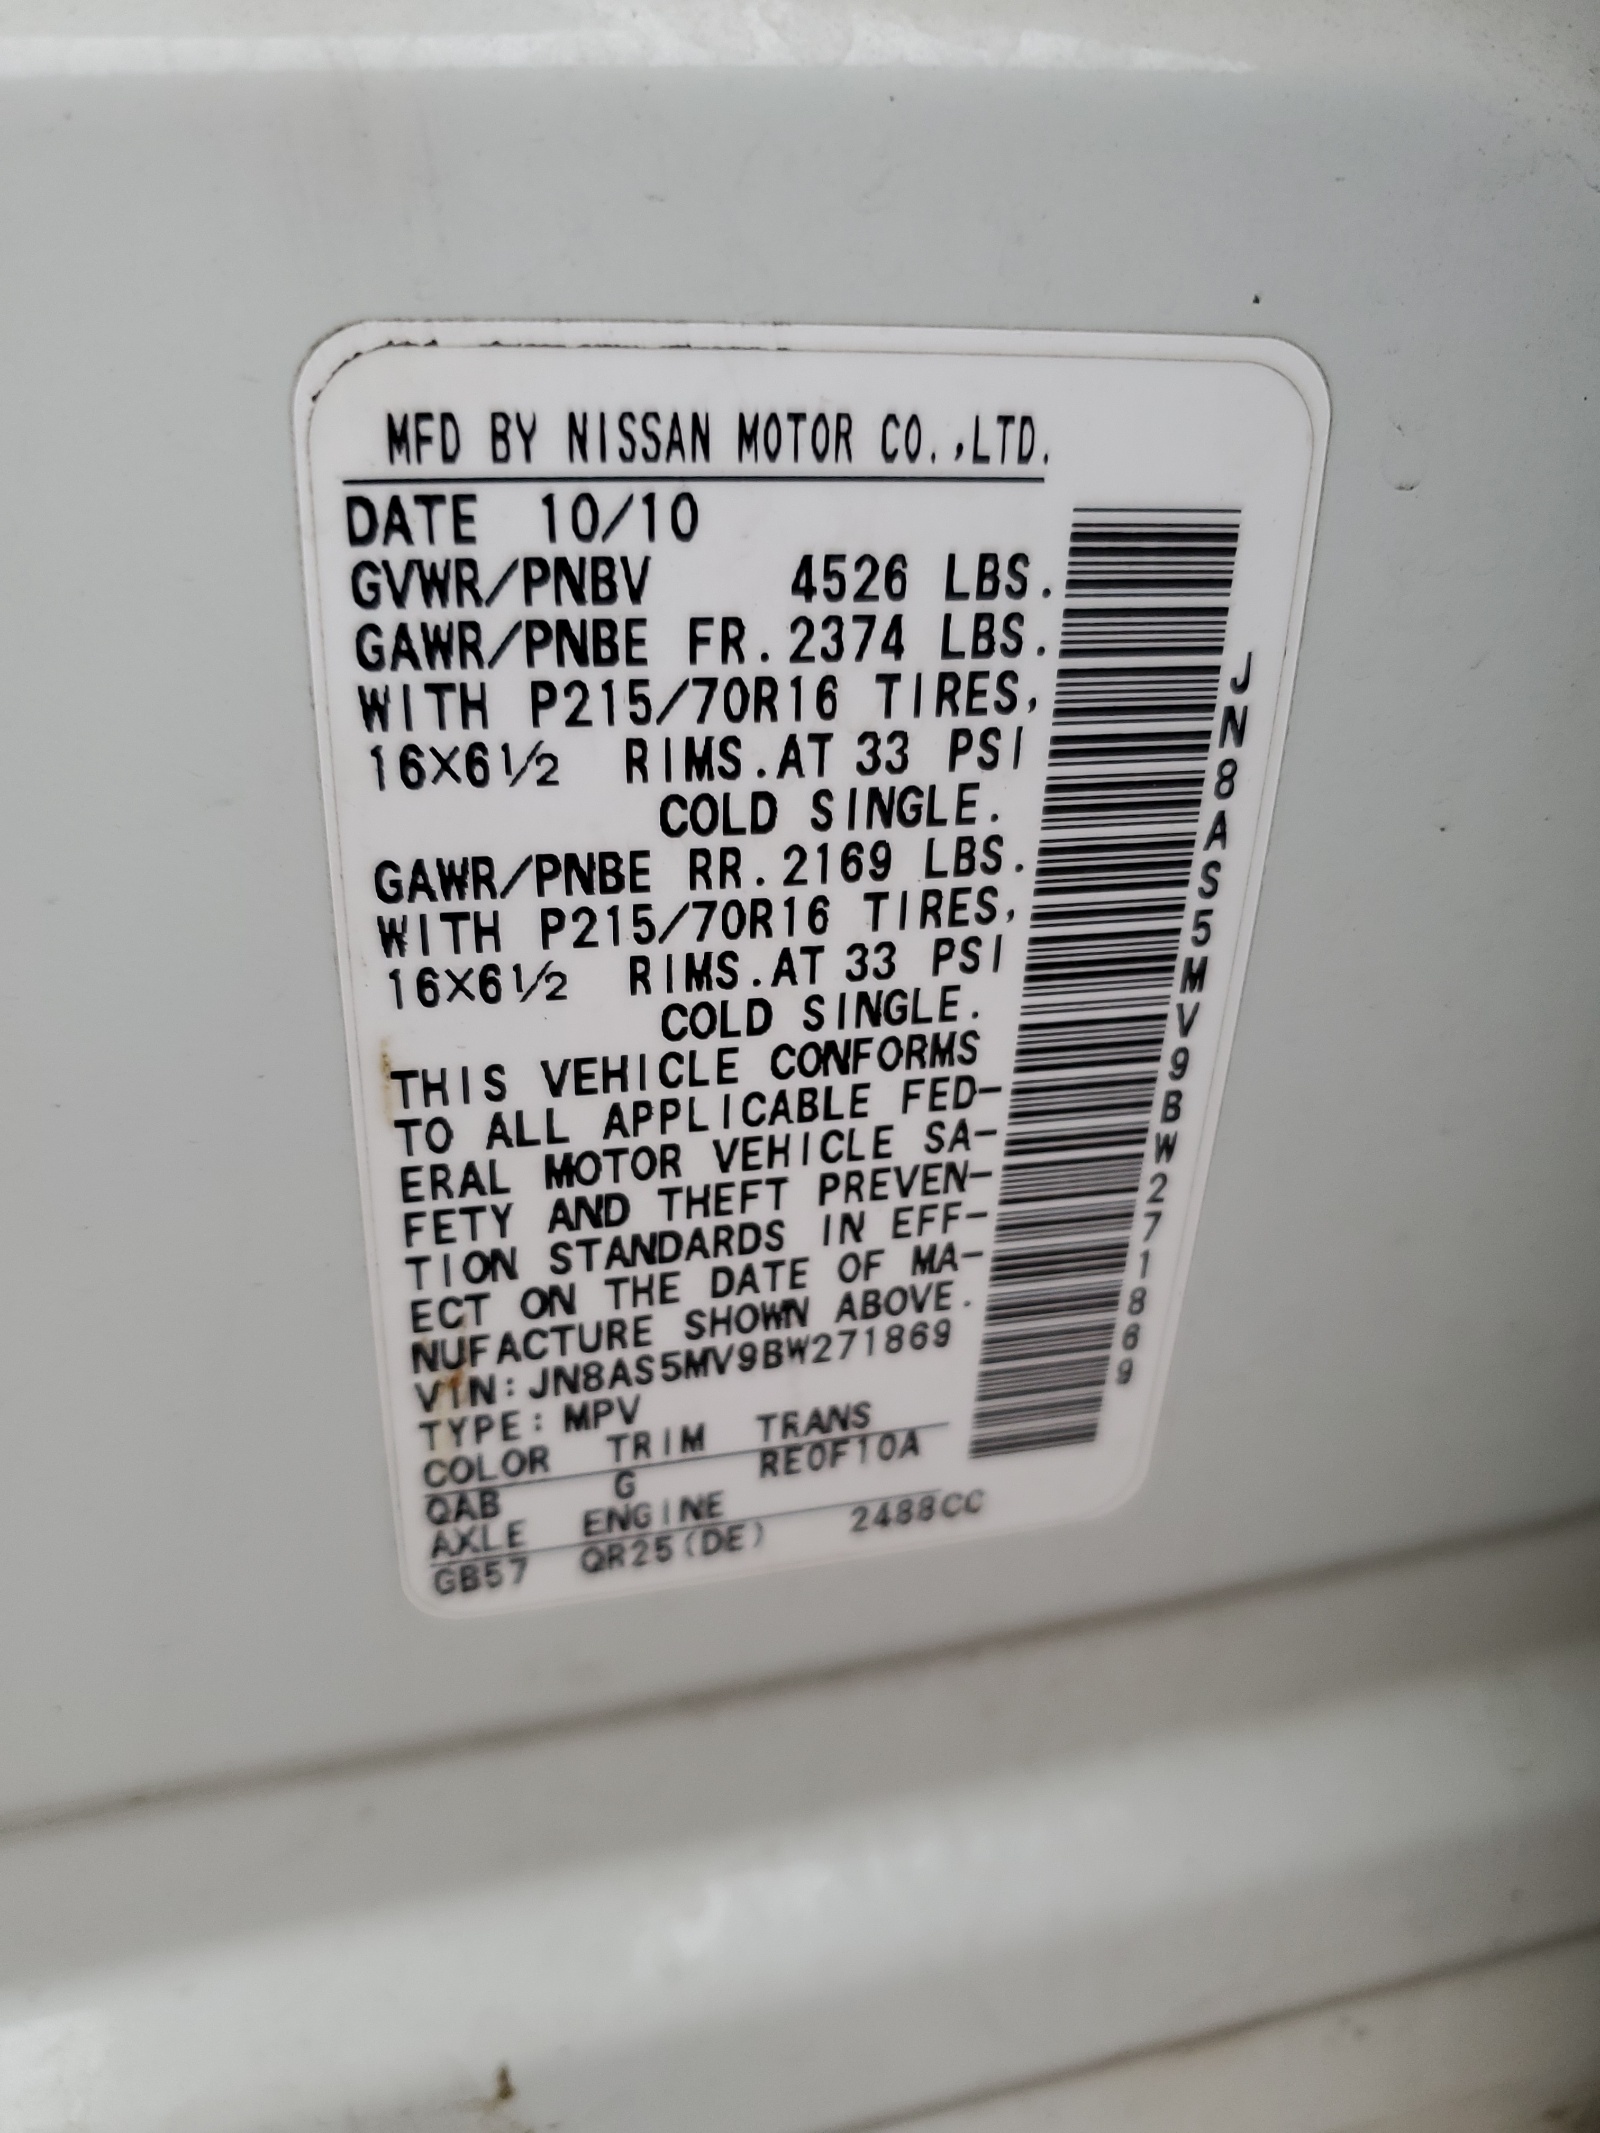 MFD BY NISSAN MOTOR CO.,LTD.
DATE 10/10
GVWR/PNBV 4526 LBS.
GAWR/PNBE FR. 2374 LBS.
WITH P215/70R16 TIRES,
16X6 1/2 RIMS. AT 33 PSI
COLD SINGLE.
GAWR/PNBE RR. 2169 LBS.
WITH P215/70R16 TIRES,
16X6 1/2 RIMS. AT 33 PSI
COLD SINGLE.
THIS VEHICLE CONFORMS
TO ALL APPLICABLE FED-
ERAL MOTOR VEHICLE SA-
FETY AND THEFT PREVEN-
TION STANDARDS IN EFF-
ECT ON THE DATE OF MA-
NUFACTURE SHOWN ABOVE.
VIN: JN8AS5MV9BW271869
TYPE: MPV
COLOR TRIM TRANS
QAB G RE0F10A
AXLE ENGINE
GB57 QR25(DE) 2488CC
JN8AS5MV9BW271869